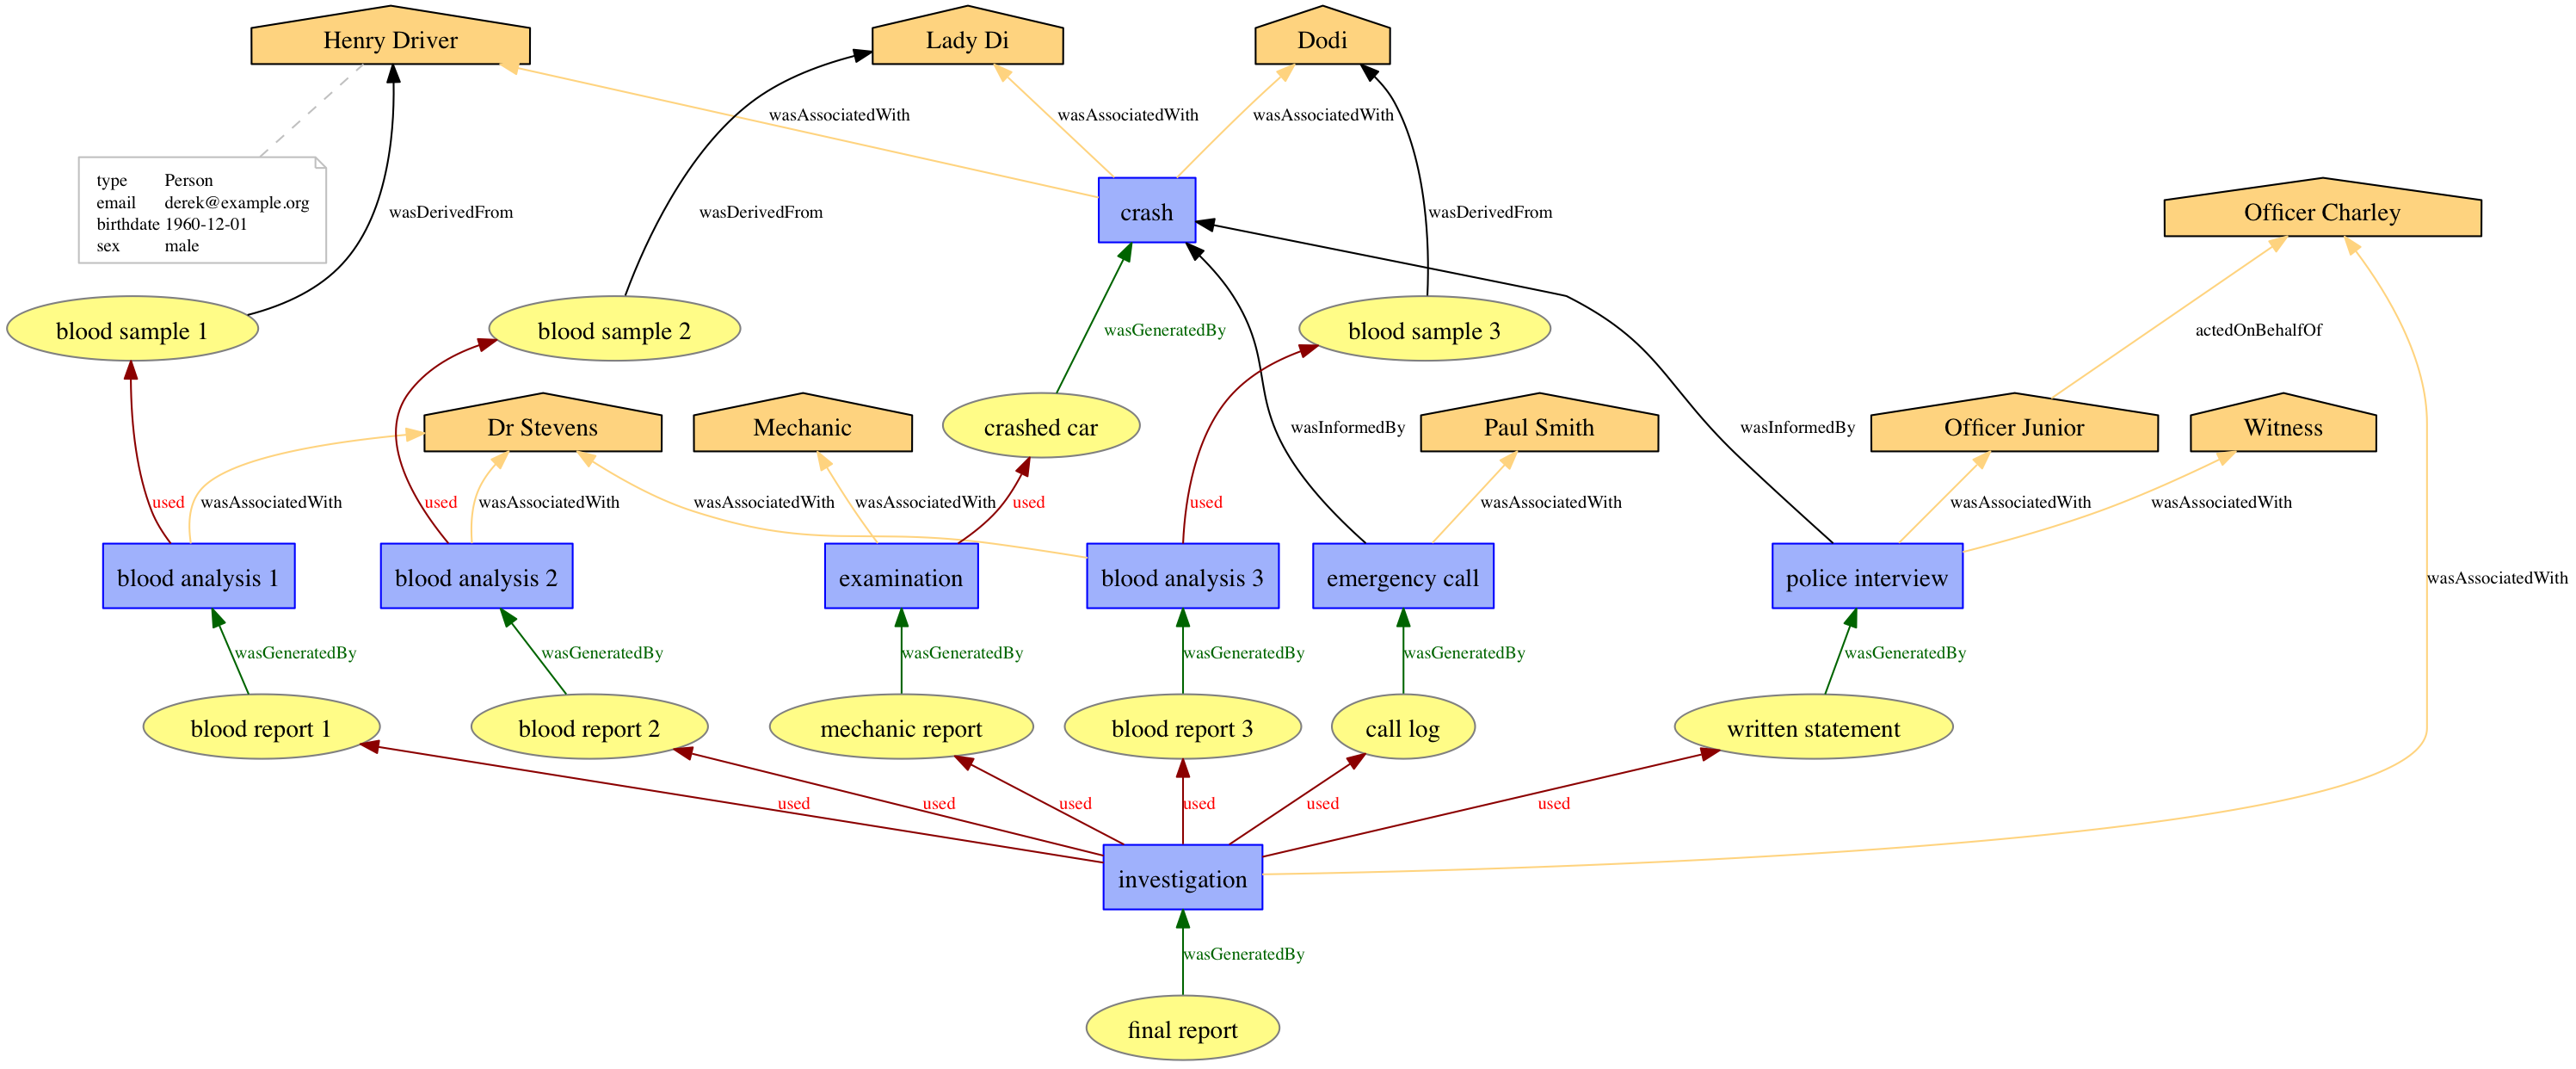 Henry Driver
Lady Di
Dodi
wasAssociatedWith
wasAssociatedWith
wasAssociatedWith
type Person
email derek@example.org
birthdate 1960-12-01
sex male
wasDerivedFrom
wasDerivedFrom
crash
wasDerivedFrom
Officer Charley
blood sample 1
blood sample 2
wasGeneratedBy
blood sample 3
actedOnBehalfOf
Dr Stevens
Mechanic
crashed car
wasInformedBy
Paul Smith
wasInformedBy
Officer Junior
Witness
used
wasAssociatedWith
used
wasAssociatedWith
wasAssociatedWith
wasAssociatedWith
used
used
wasAssociatedWith
wasAssociatedWith
wasAssociatedWith
blood analysis 1
blood analysis 2
examination
blood analysis 3
emergency call
police interview
wasAssociatedWith
wasGeneratedBy
wasGeneratedBy
wasGeneratedBy
wasGeneratedBy
wasGeneratedBy
wasGeneratedBy
blood report 1
blood report 2
mechanic report
blood report 3
call log
written statement
used
used
used
used
used
used
investigation
wasGeneratedBy
final report